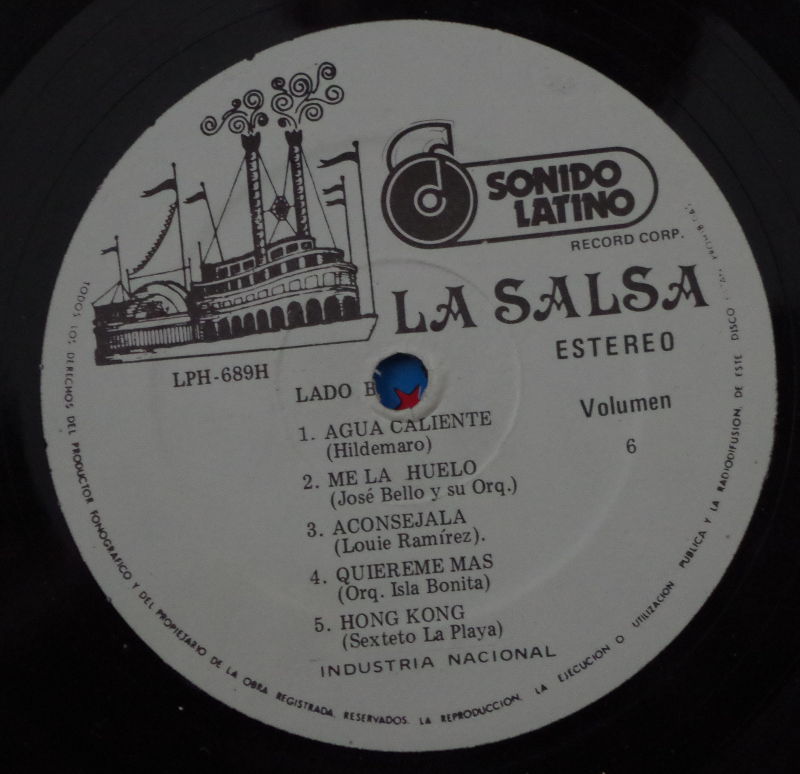 SONIDO
LATINO
RECORD CORP.
LA SALSA
ESTEREO
LPH-689H
LADO B
Volumen
6
1. AGUA CALIENTE
(Hildemaro)
2. ME LA HUELO
(José Bello y su Orq.)
3. ACONSEJALA
(Louie Ramírez).
4. QUIEREME MAS
(Orq. Isla Bonita)
5. HONG KONG
(Sexteto La Playa)
INDUSTRIA NACIONAL
TODOS LOS DERECHOS DEL PRODUCTOR FONOGRAFICO Y DEL PROPIETARIO DE LA OBRA REGISTRADA, RESERVADOS. LA REPRODUCCION, LA EJECUCION O UTILIZACION PUBLICA Y LA RADIODIFUSION, DE ESTE DISCO